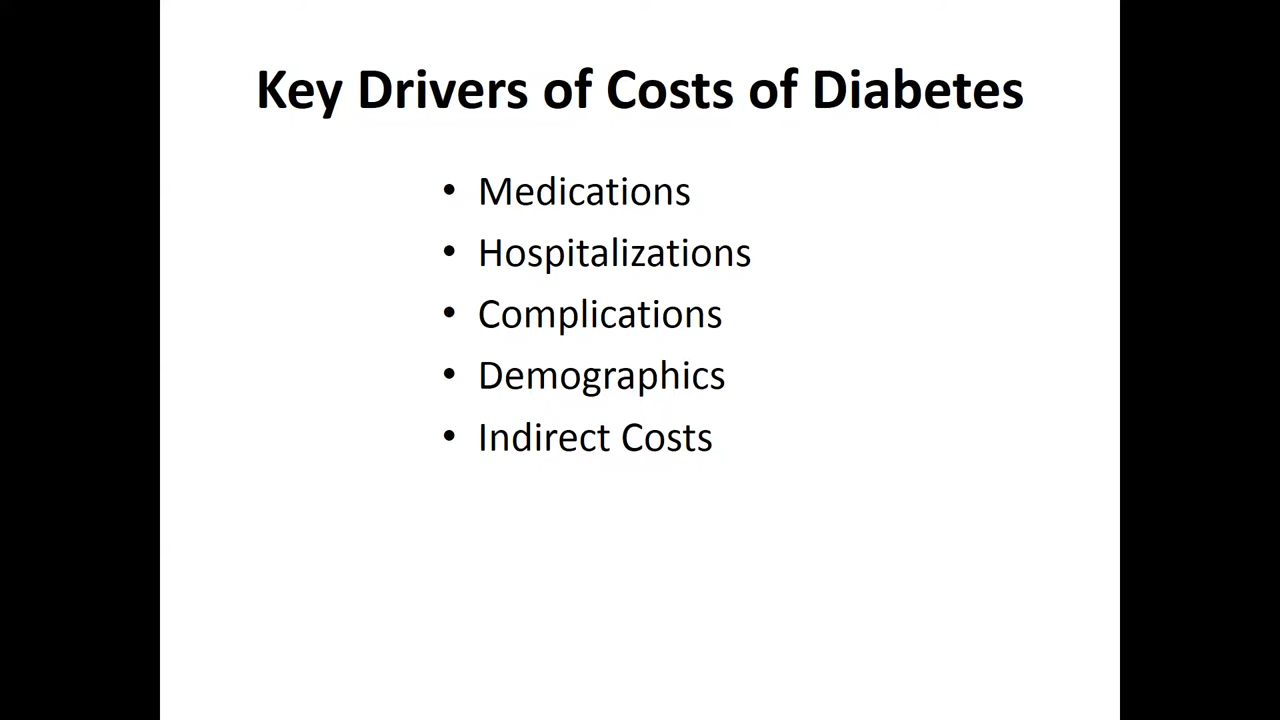 Key Drivers of Costs of Diabetes
• Medications
• Hospitalizations
• Complications
• Demographics
• Indirect Costs